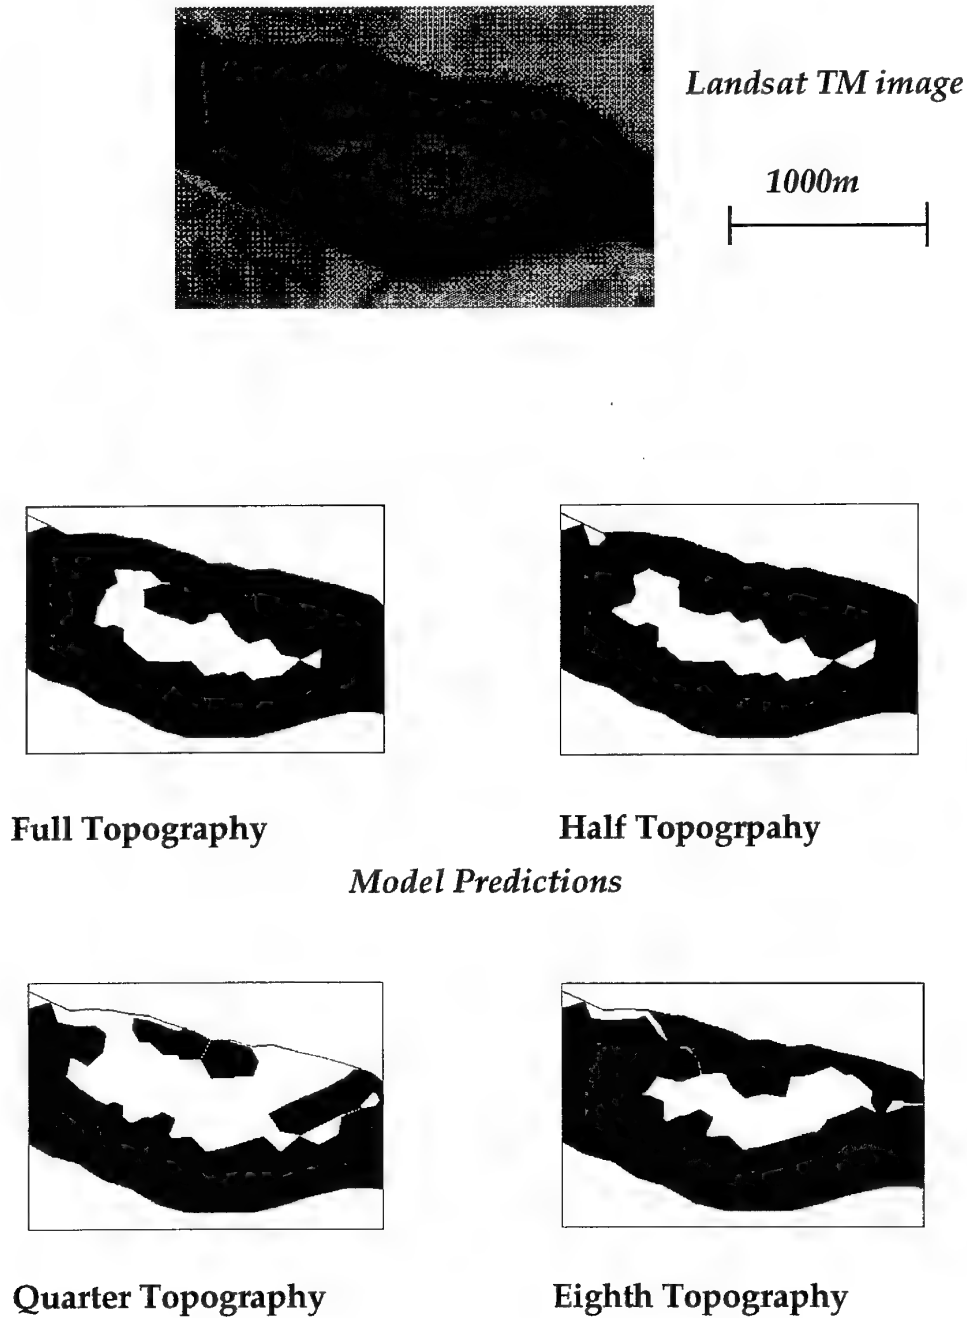 Landsat TM image
1000m
Full Topography
Half Topogrpahy
Model Predictions
Quarter Topography
Eighth Topography